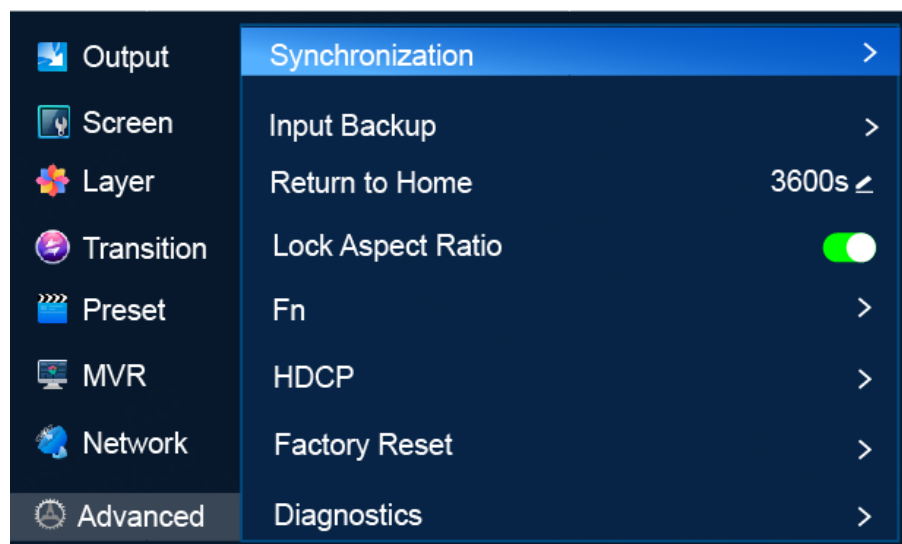 Output
Screen
Layer
Transition
Preset
MVR
Network
Advanced
Synchronization
Input Backup
Return to Home 3600s
Lock Aspect Ratio
Fn
HDCP
Factory Reset
Diagnostics